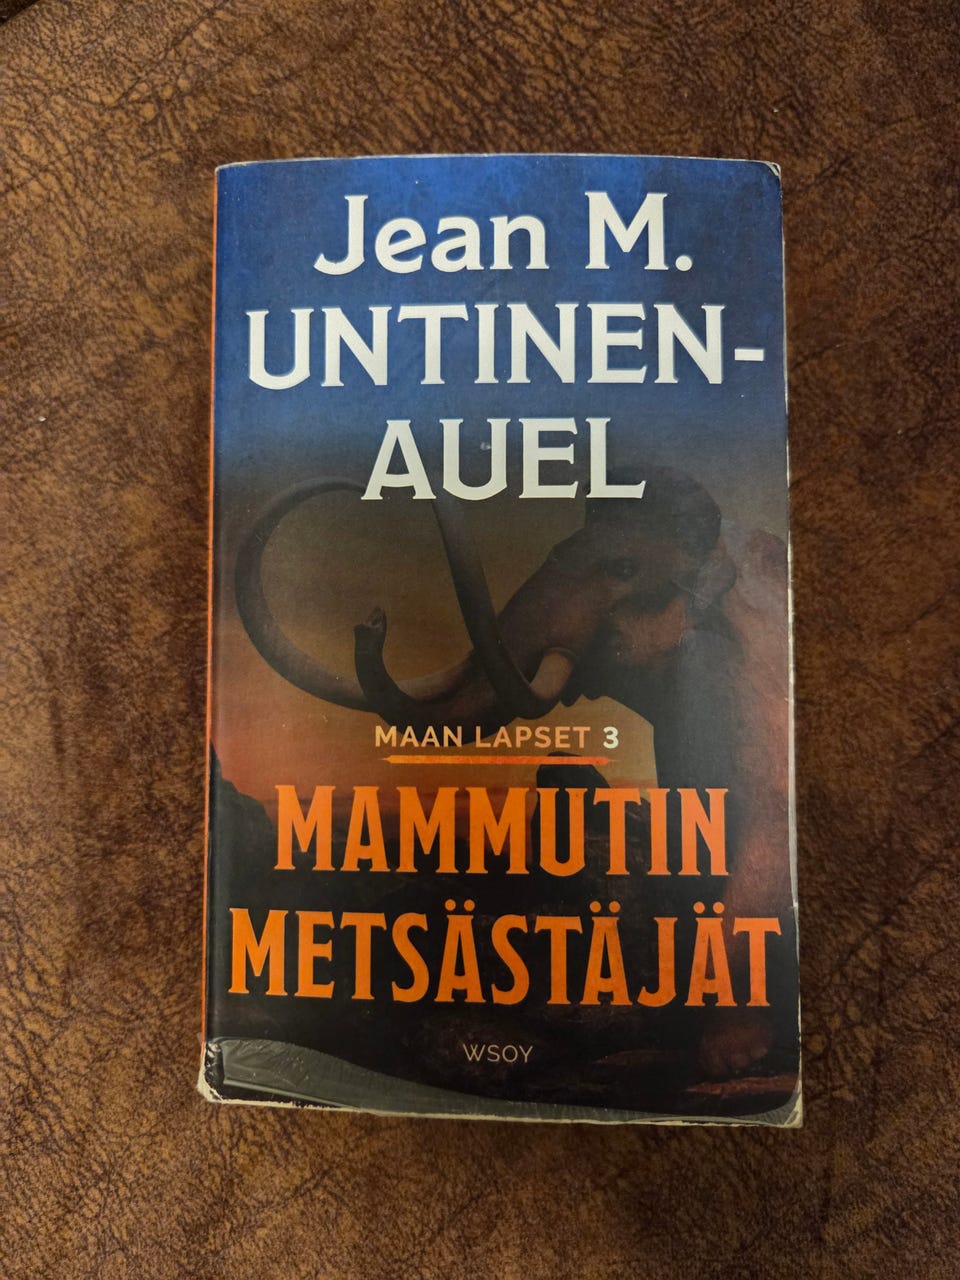 Jean M.
UNTINEN-
AUEL
MAAN LAPSET 3
MAMMUTIN
METSÄSTÄJÄT
WSOY